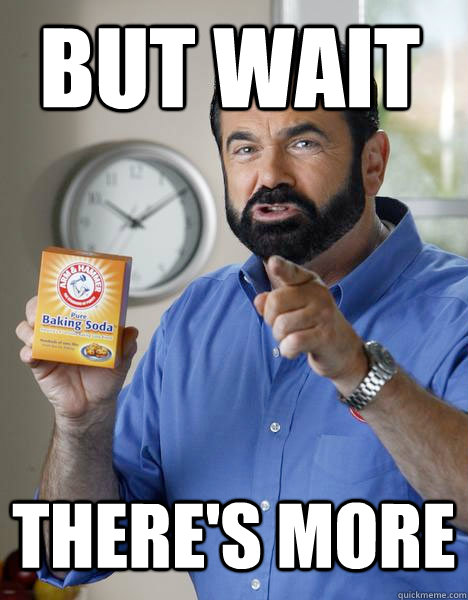 BUT WAIT
ARM & HAMMER
Pure
Baking Soda
THERE'S MORE
quickmeme.com